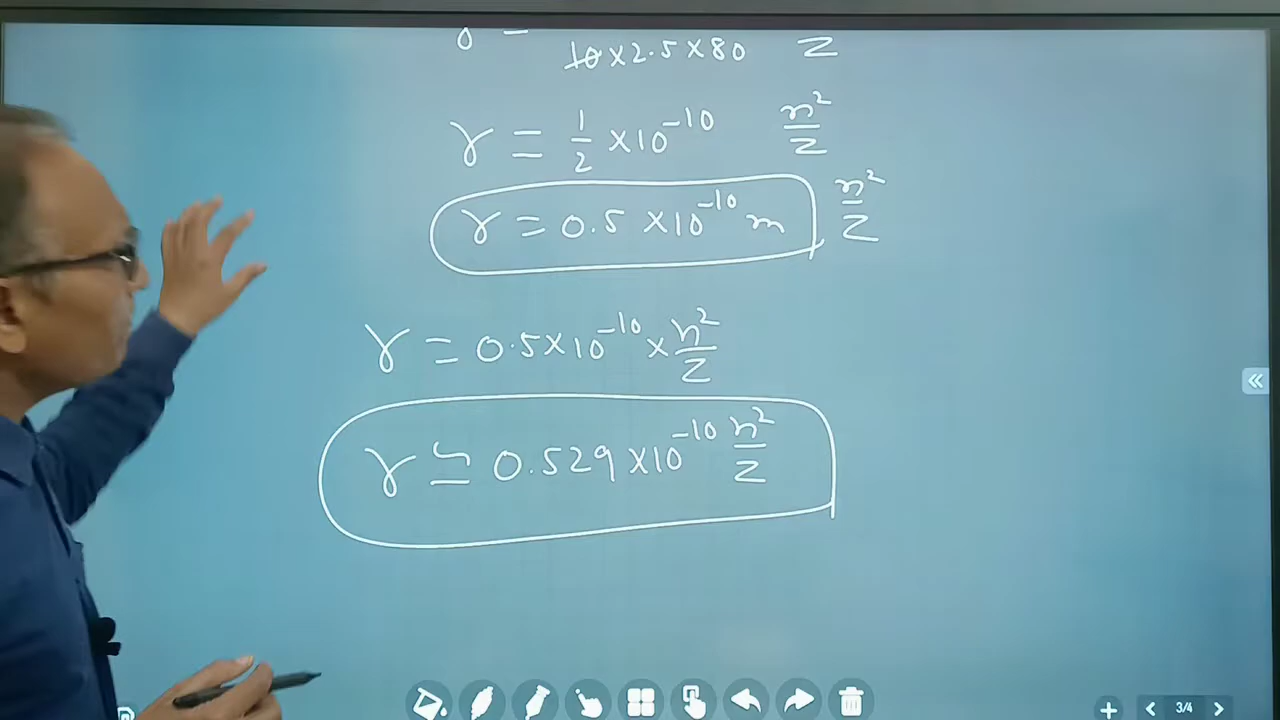 10×2.5×80 Z
r = 1/2 ×10⁻¹⁰ n²/Z
r = 0.5 ×10⁻¹⁰ m n²/Z
r = 0.5×10⁻¹⁰ × n²/Z
r ≃ 0.529×10⁻¹⁰ n²/Z
3/4